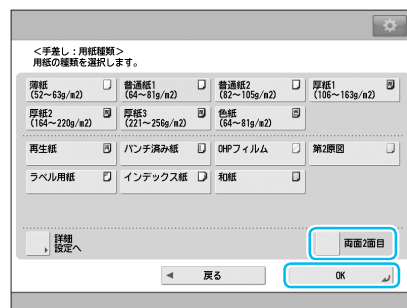 ＜手差し：用紙種類＞
用紙の種類を選択します。
薄紙 普通紙1 普通紙2 厚紙1
(52～63g/m2) (64～81g/m2) (82～105g/m2) (106～163g/m2)
厚紙2 厚紙3 色紙
(164～220g/m2) (221～256g/m2) (64～81g/m2)
再生紙 パンチ済み紙 OHPフィルム 第2原図
ラベル用紙 インデックス紙 和紙
詳細
設定へ
両面2面目
戻る OK